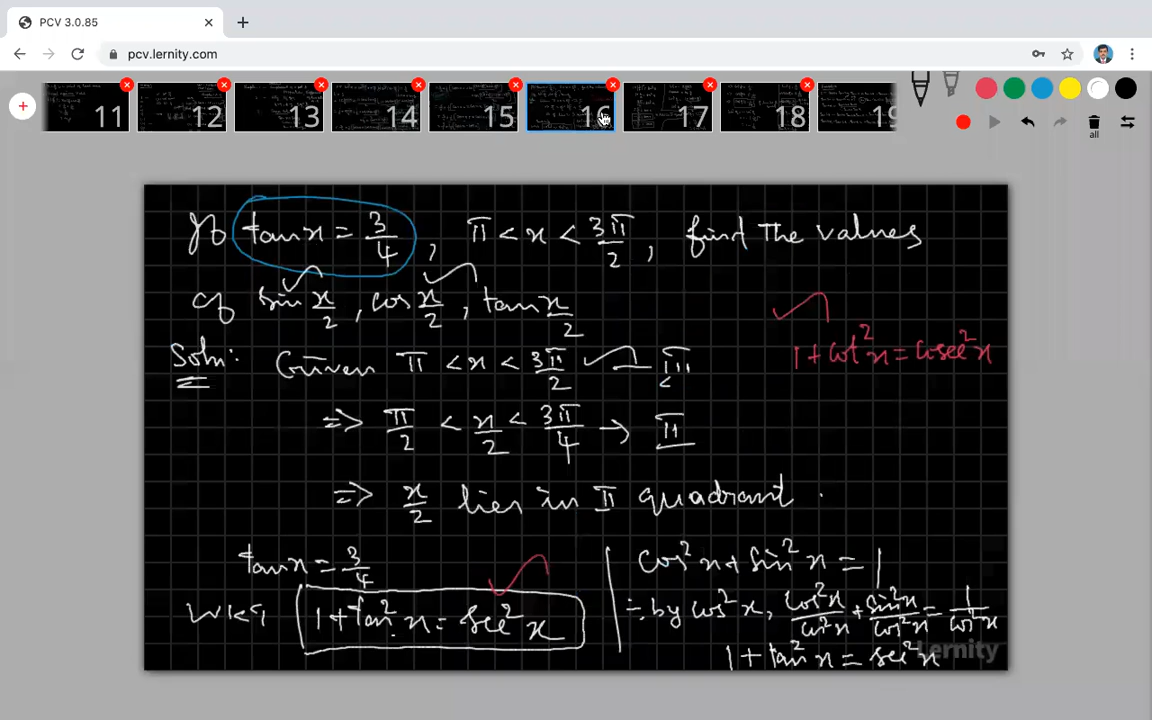 PCV 3.0.85
pcv.lernity.com
11 12 13 14 15 16 17 18 19
all
If tan x = 3/4, π < x < 3π/2, find the values
of sin x/2, cos x/2, tan x/2
Soln: Given π < x < 3π/2 III
1 + cot²x = cosec²x
=> π/2 < x/2 < 3π/4 → II
=> x/2 lies in II quadrant.
tan x = 3/4
WKT 1 + tan²x = sec²x
cos²x + sin²x = 1
÷ by cos²x, cos²x/cos²x + sin²x/cos²x = 1/cos²x
1 + tan²x = sec²x
Lernity